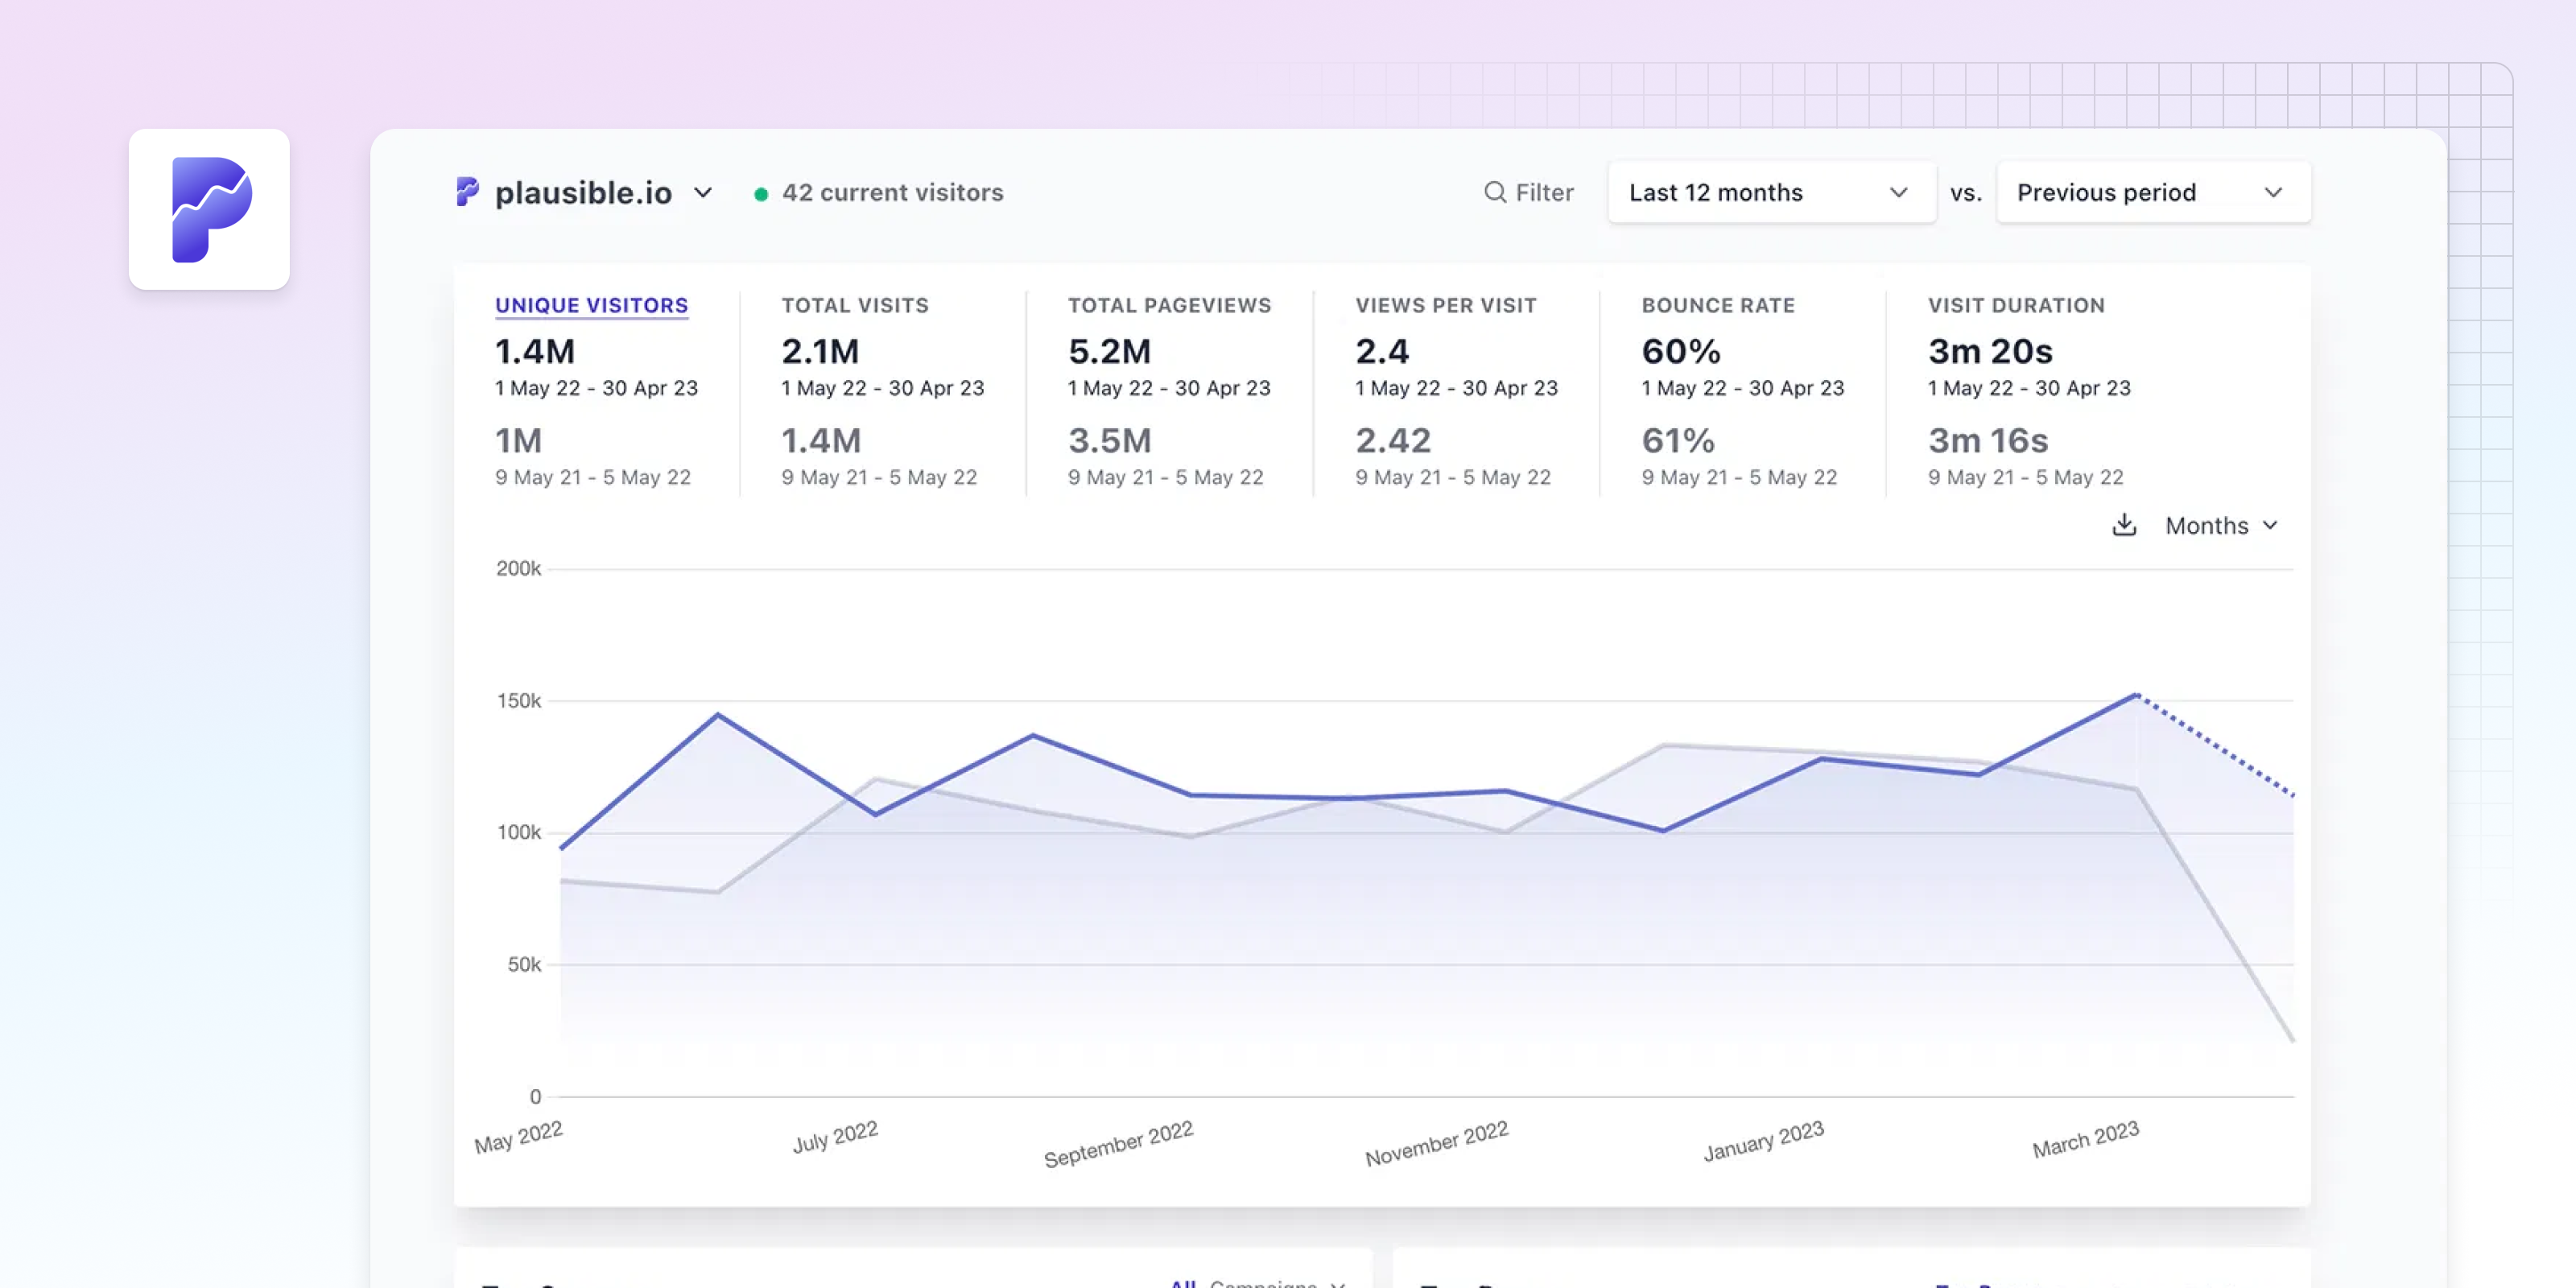 plausible.io
42 current visitors
Filter
Last 12 months
vs.
Previous period
UNIQUE VISITORS
1.4M
1 May 22 - 30 Apr 23
1M
9 May 21 - 5 May 22
TOTAL VISITS
2.1M
1 May 22 - 30 Apr 23
1.4M
9 May 21 - 5 May 22
TOTAL PAGEVIEWS
5.2M
1 May 22 - 30 Apr 23
3.5M
9 May 21 - 5 May 22
VIEWS PER VISIT
2.4
1 May 22 - 30 Apr 23
2.42
9 May 21 - 5 May 22
BOUNCE RATE
60%
1 May 22 - 30 Apr 23
61%
9 May 21 - 5 May 22
VISIT DURATION
3m 20s
1 May 22 - 30 Apr 23
3m 16s
9 May 21 - 5 May 22
Months
200k
150k
100k
50k
0
May 2022
July 2022
September 2022
November 2022
January 2023
March 2023
All Campaigns